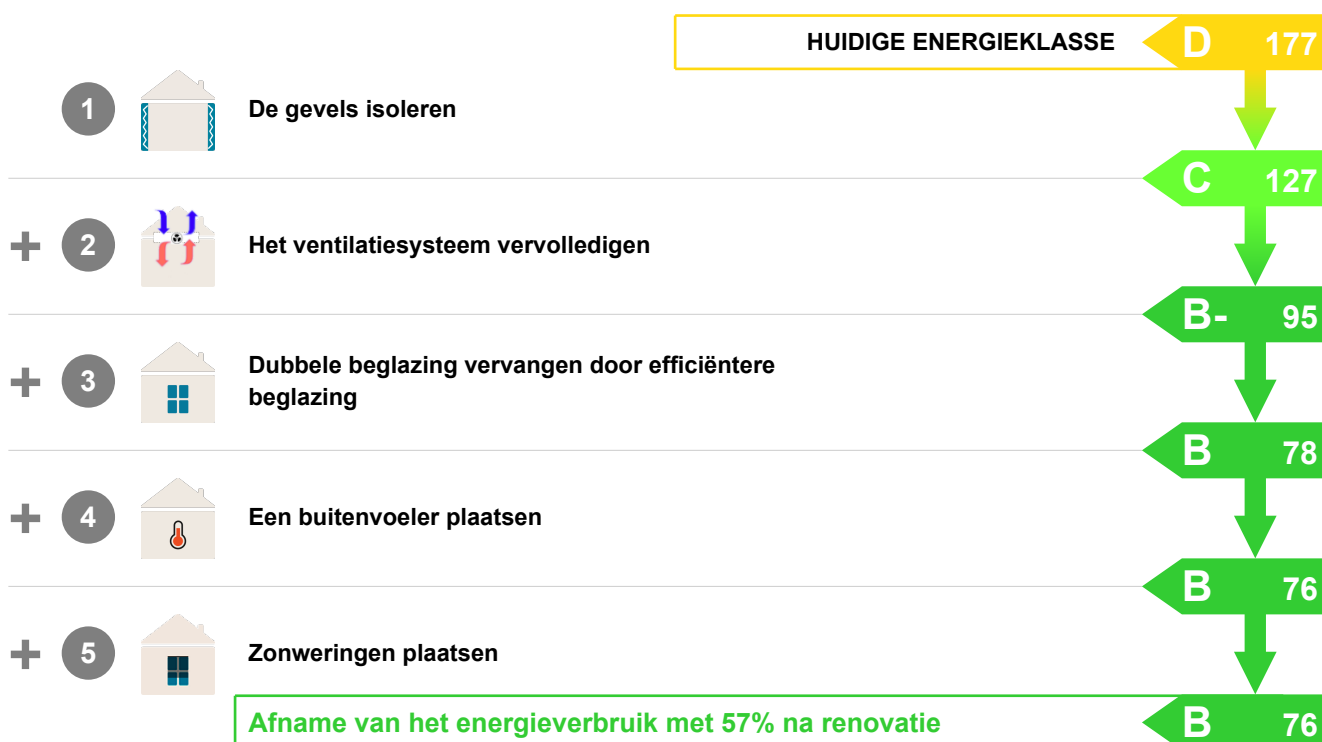 HUIDIGE ENERGIEKLASSE D 177
1 De gevels isoleren
C 127
+ 2 Het ventilatiesysteem vervolledigen
B- 95
+ 3 Dubbele beglazing vervangen door efficiëntere
beglazing
B 78
+ 4 Een buitenvoeler plaatsen
B 76
+ 5 Zonweringen plaatsen
Afname van het energieverbruik met 57% na renovatie B 76